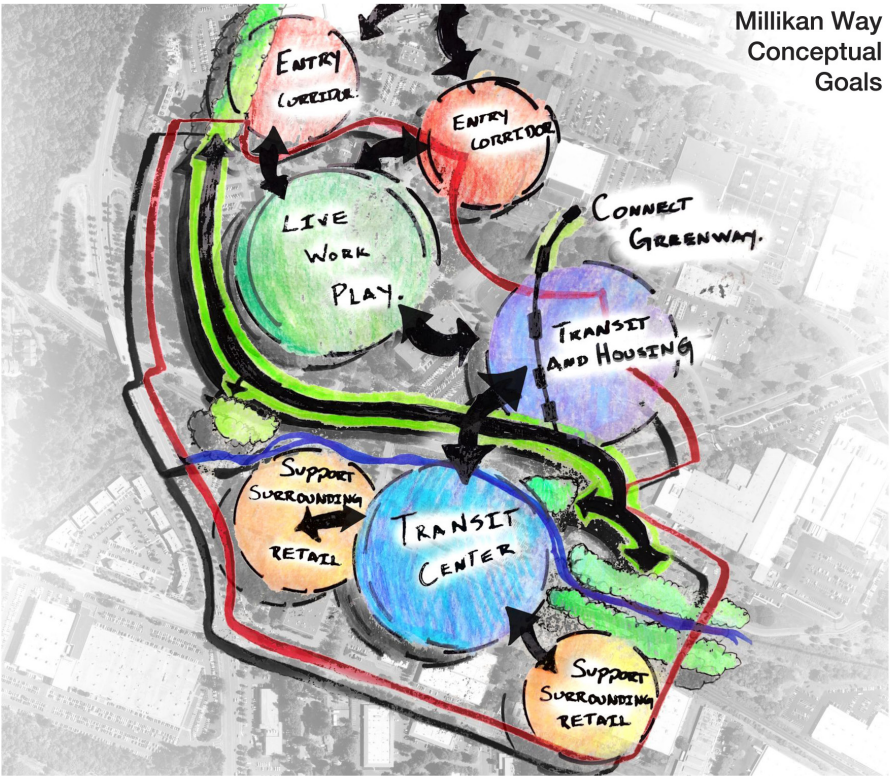 Millikan Way
Conceptual
Goals
ENTRY
CORRIDOR.
ENTRY
CORRIDOR
LIVE
WORK
PLAY.
CONNECT
GREENWAY.
TRANSIT
AND HOUSING
SUPPORT
SURROUNDING
RETAIL
TRANSIT
CENTER
SUPPORT
SURROUNDING
RETAIL